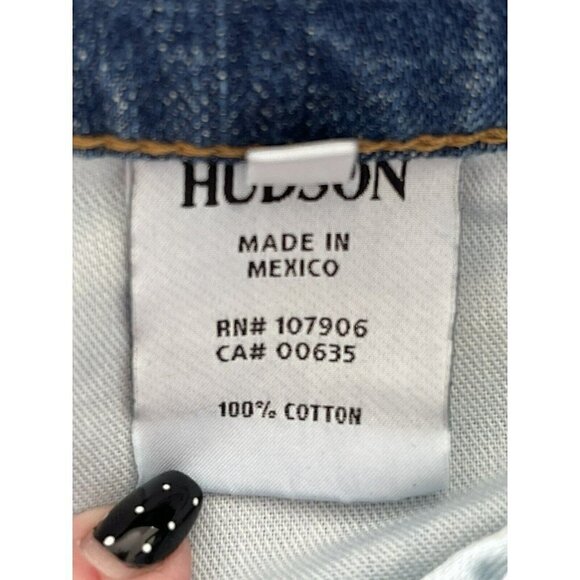 HUDSON
MADE IN
MEXICO
RN# 107906
CA# 00635
100% COTTON